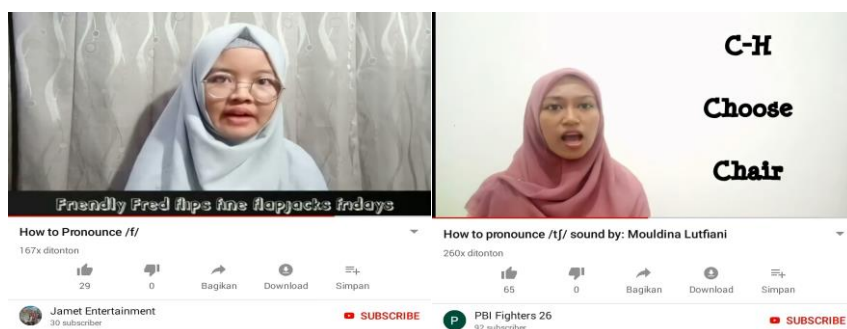 Friendly Fred flips fine flapjacks fridays
How to Pronounce /f/
167x ditonton
29
0
Bagikan
Download
Simpan
Jamet Entertainment
30 subscriber
SUBSCRIBE
C-H
Choose
Chair
How to pronounce /tʃ/ sound by: Mouldina Lutfiani
260x ditonton
65
0
Bagikan
Download
Simpan
P
PBI Fighters 26
92 subscriber
SUBSCRIBE